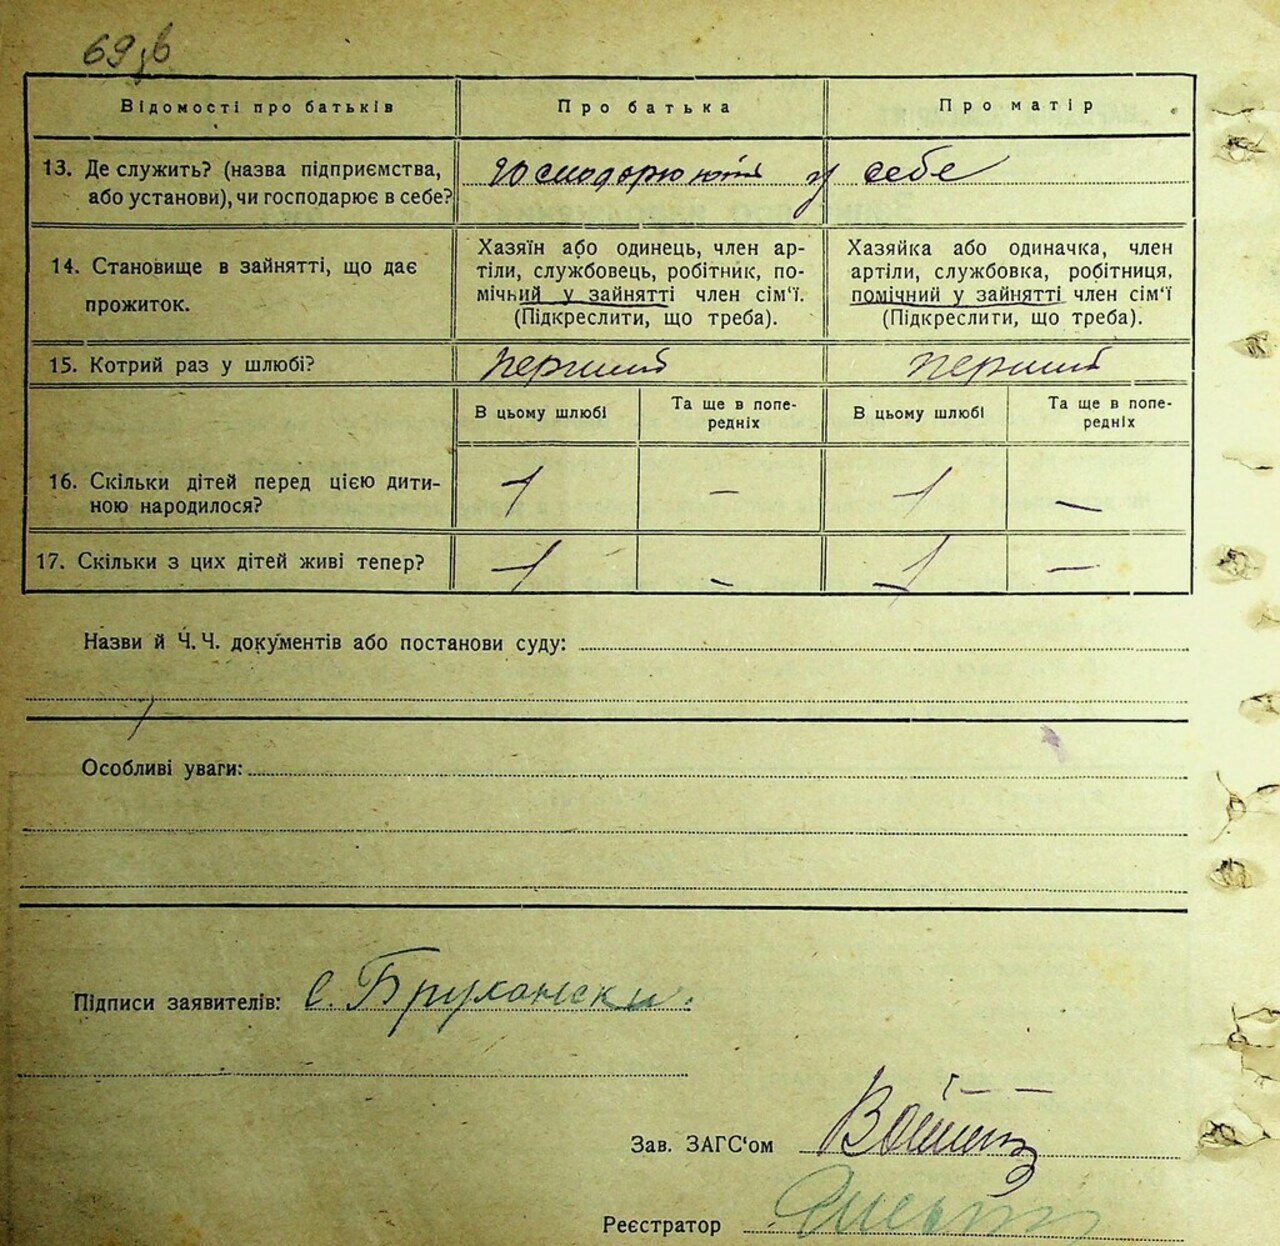 69 зв
Відомості про батьків
Про батька
Про матір
13. Де служить? (назва підприємства,
або установи), чи господарює в себе?
господорюють у себе
14. Становище в зайнятті, що дає
прожиток.
Хазяїн або одинець, член ар-
тіли, службовець, робітник, по-
мічний у зайнятті член сім'ї.
(Підкреслити, що треба).
Хазяйка або одиначка, член
артіли, службовка, робітниця,
помічний у зайнятті член сім'ї
(Підкреслити, що треба).
15. Котрий раз у шлюбі?
перший
перший
В цьому шлюбі
Та ще в попе-
редніх
В цьому шлюбі
Та ще в попе-
редніх
16. Скільки дітей перед цією дити-
ною народилося?
1
—
1
—
17. Скільки з цих дітей живі тепер?
1
—
1
—
Назви й Ч. Ч. документів або постанови суду:
Особливі уваги:
Підписи заявителів: С. Брухански.
Зав. ЗАГС'ом
Реєстратор